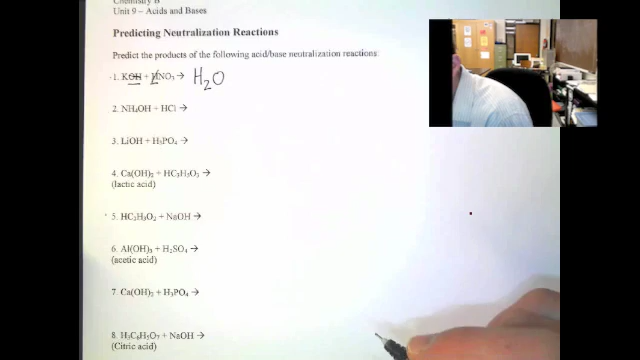 Chemistry B
Unit 9 – Acids and Bases
Predicting Neutralization Reactions
Predict the products of the following acid/base neutralization reactions:
1. KOH + HNO₃ → H₂O
2. NH₄OH + HCl →
3. LiOH + H₃PO₄ →
4. Ca(OH)₂ + HC₃H₅O₃ →
(lactic acid)
5. HC₂H₃O₂ + NaOH →
6. Al(OH)₃ + H₂SO₄ →
(acetic acid)
7. Ca(OH)₂ + H₃PO₄ →
8. H₃C₆H₅O₇ + NaOH →
(Citric acid)